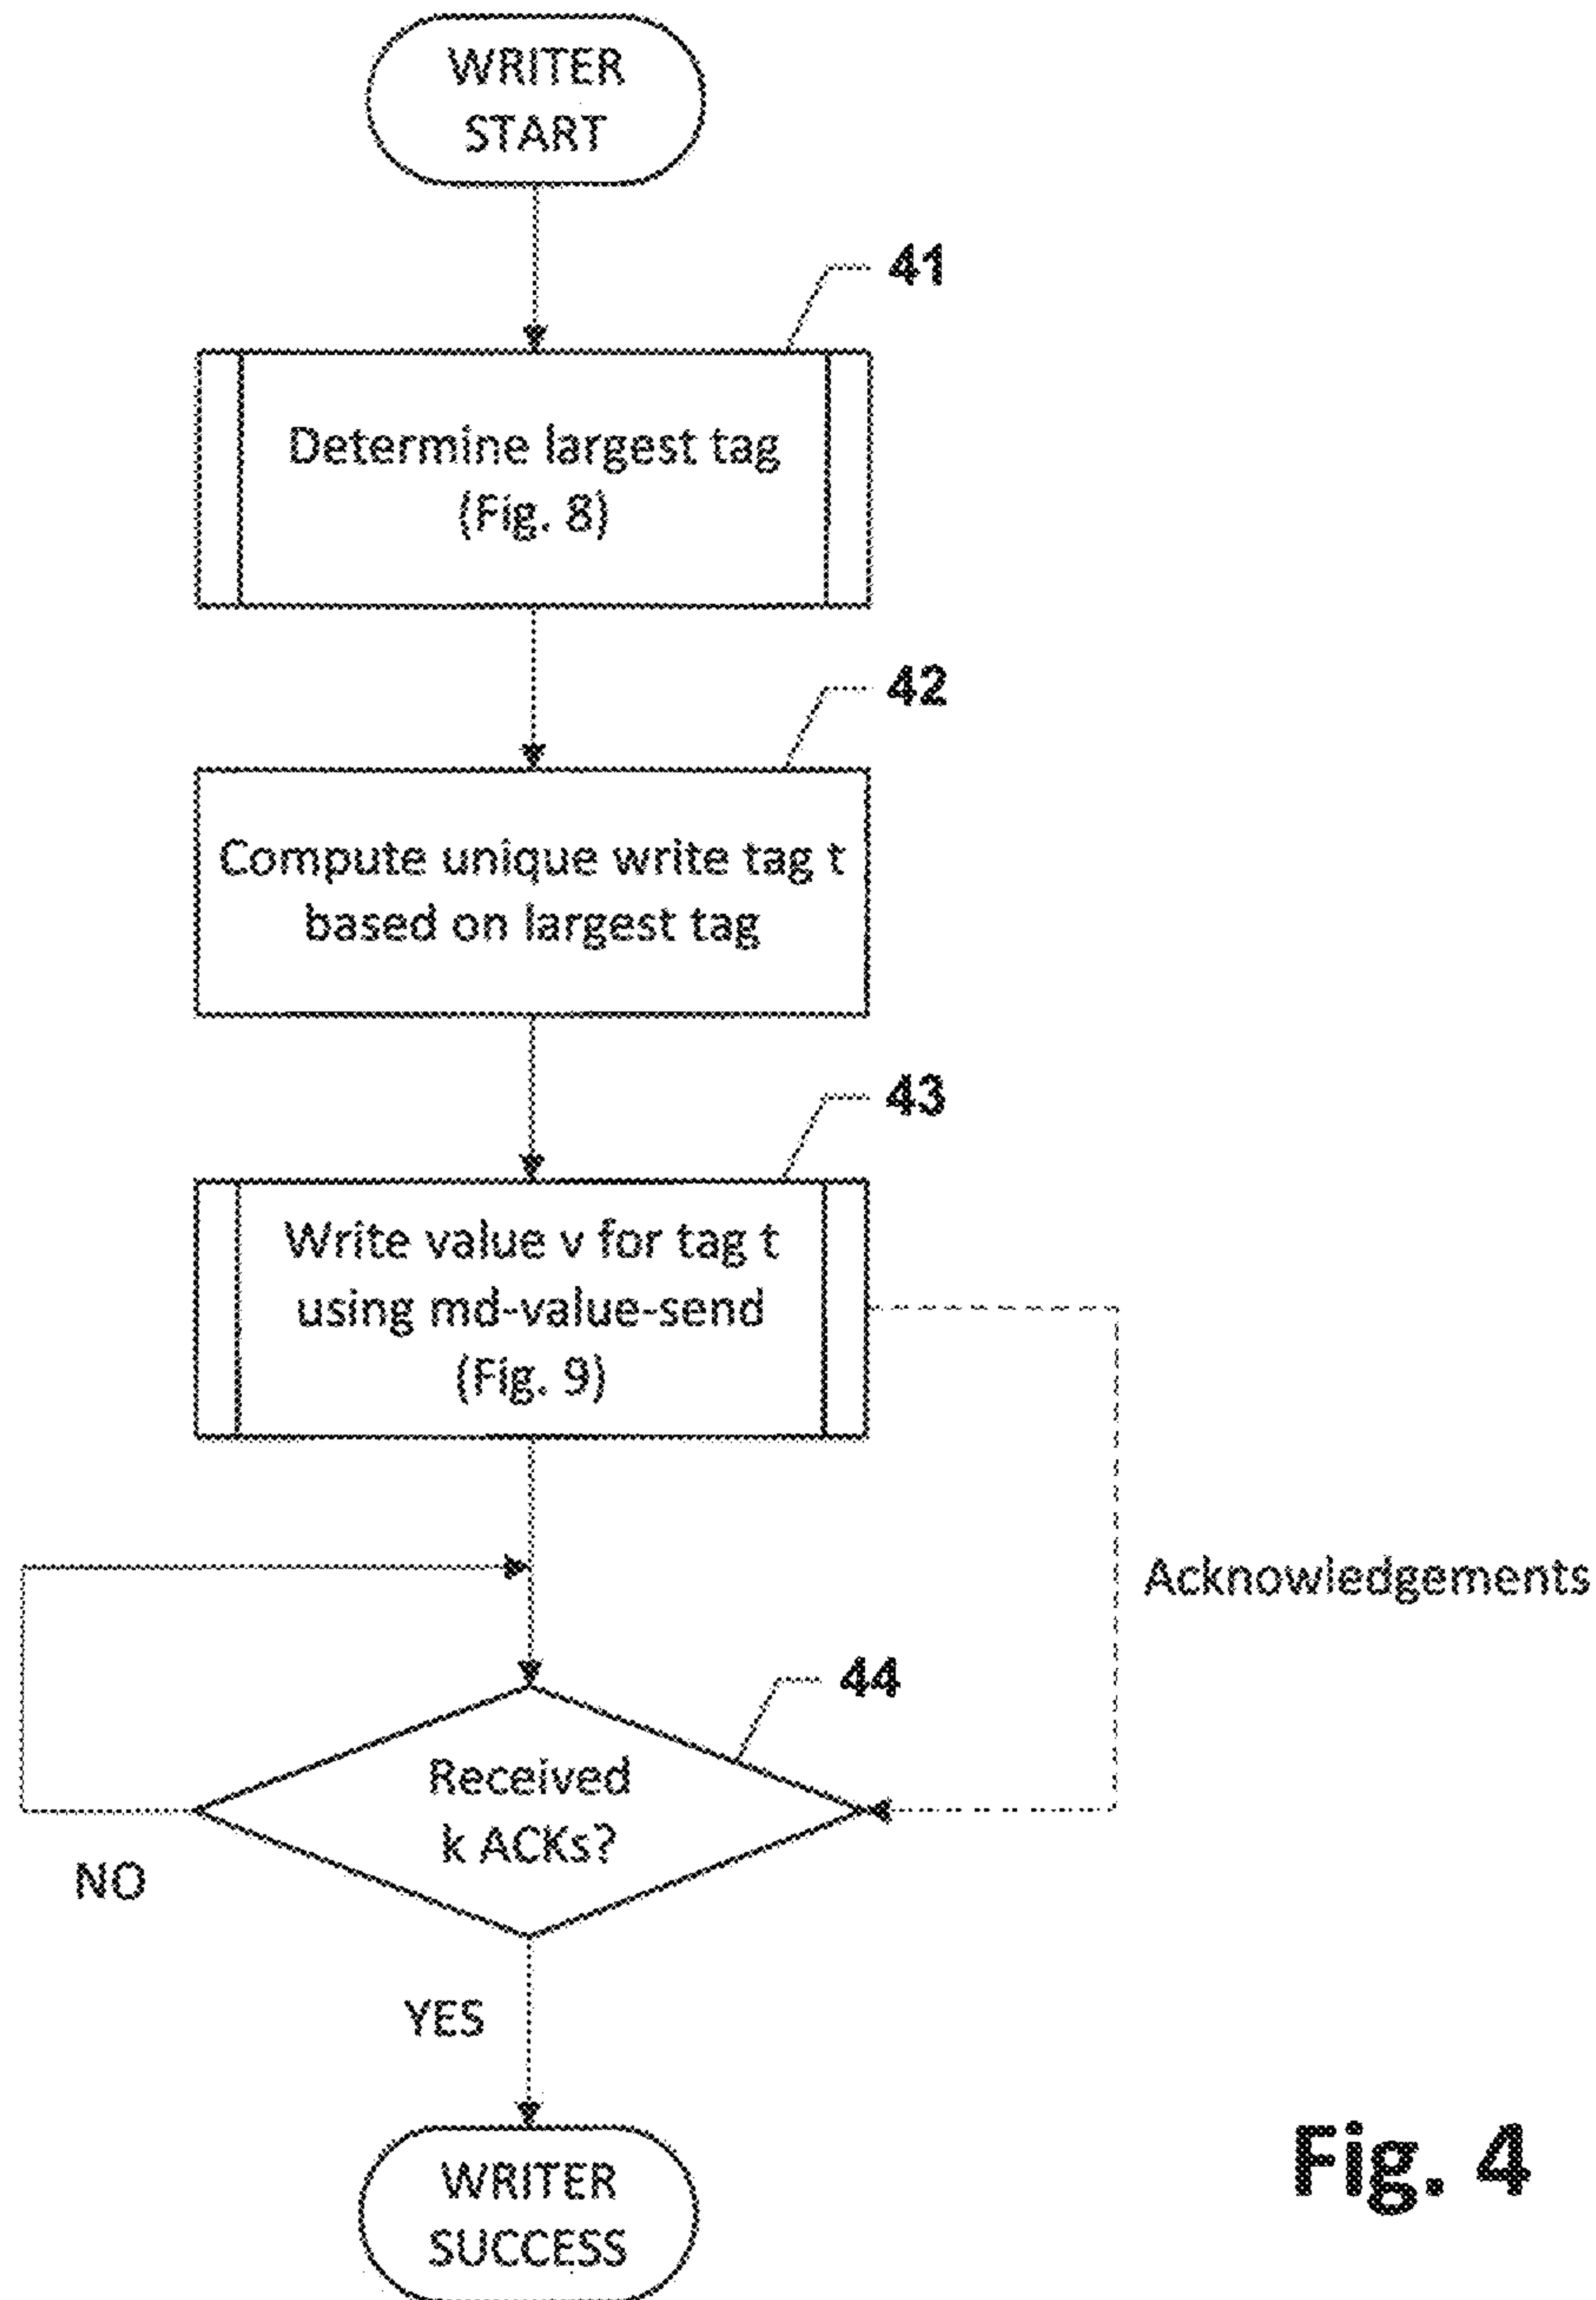 WRITER
START
41
Determine largest tag
(Fig. 8)
42
Compute unique write tag t
based on largest tag
43
Write value v for tag t
using md-value-send
(Fig. 9)
Acknowledgements
44
Received
k ACKs?
NO
YES
WRITER
SUCCESS
Fig. 4